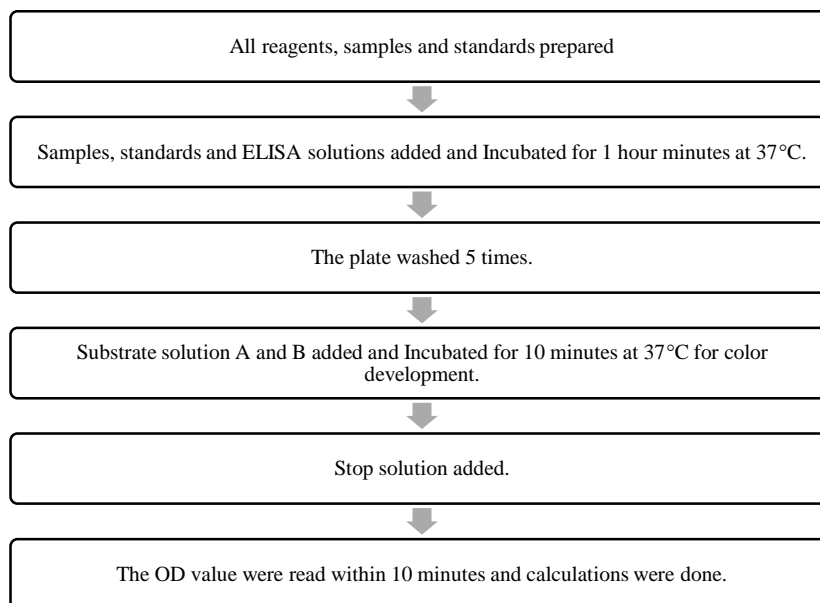 All reagents, samples and standards prepared
Samples, standards and ELISA solutions added and Incubated for 1 hour minutes at 37°C.
The plate washed 5 times.
Substrate solution A and B added and Incubated for 10 minutes at 37°C for color
development.
Stop solution added.
The OD value were read within 10 minutes and calculations were done.